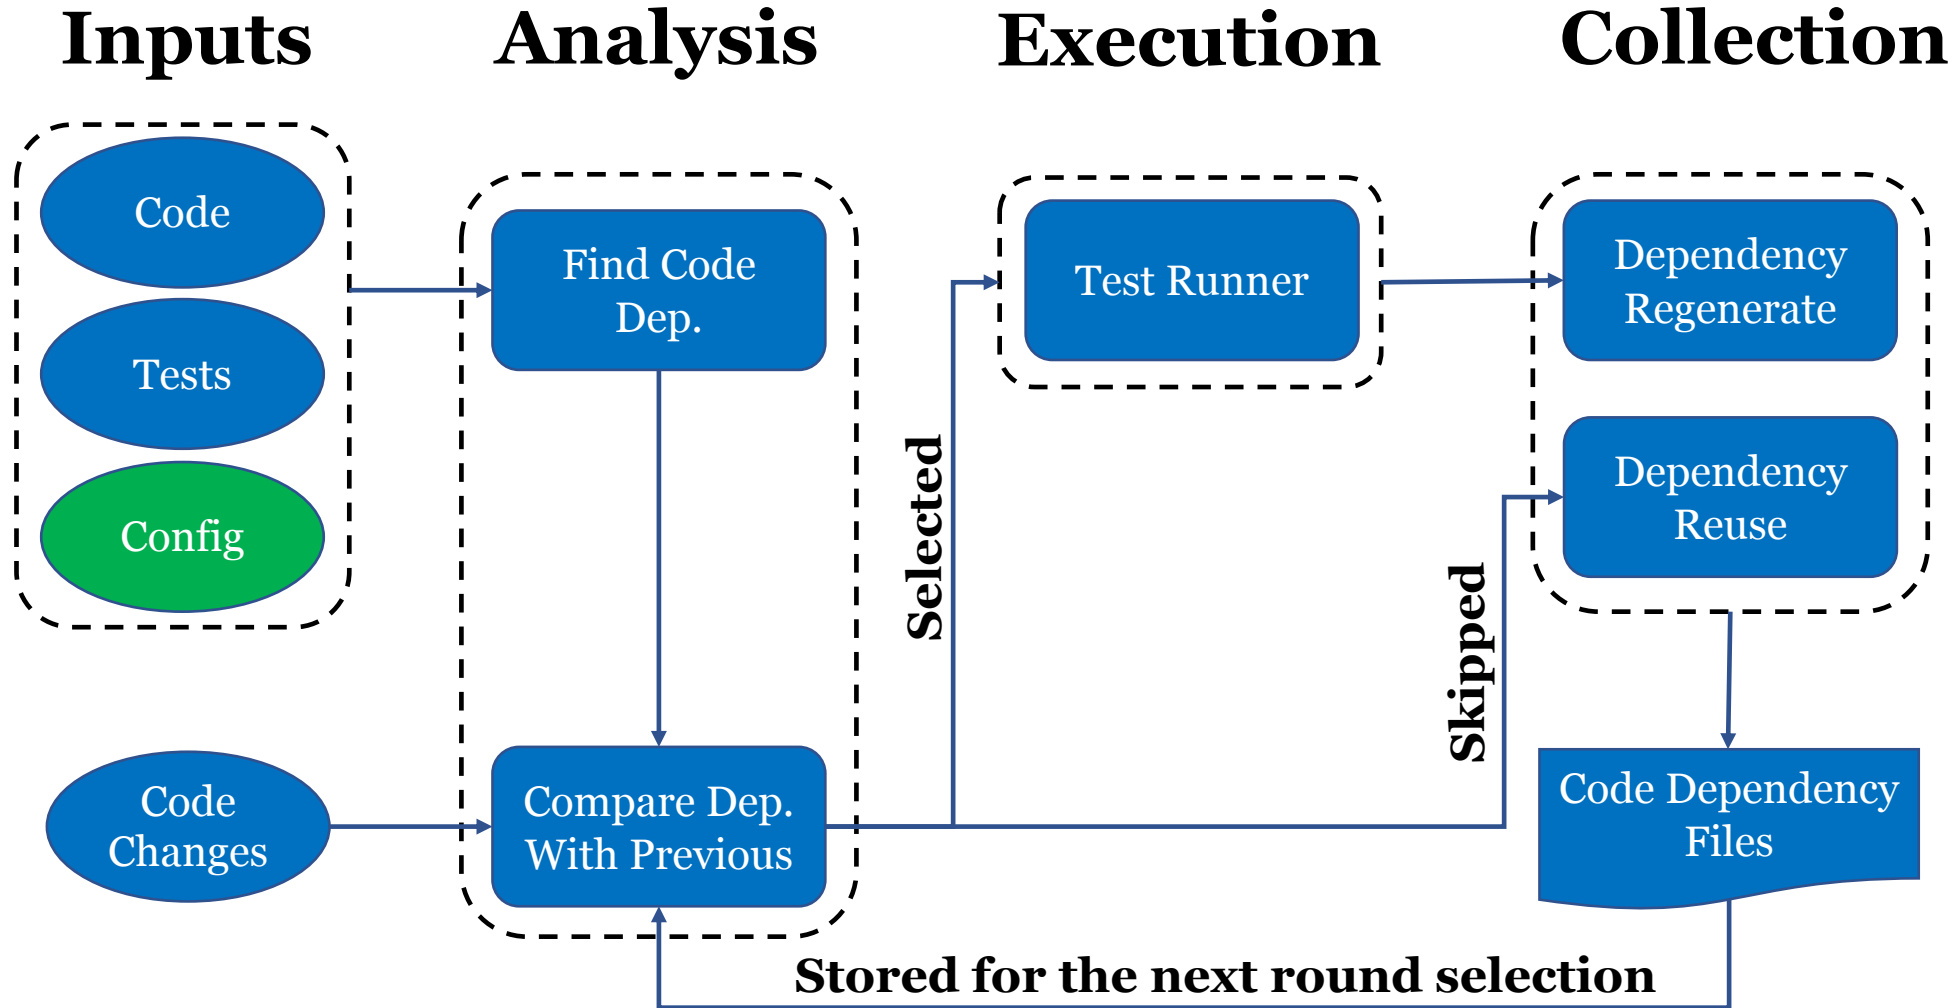 Inputs
Analysis
Execution
Collection
Code
Tests
Config
Code
Changes
Find Code
Dep.
Compare Dep.
With Previous
Selected
Test Runner
Skipped
Dependency
Regenerate
Dependency
Reuse
Code Dependency
Files
Stored for the next round selection